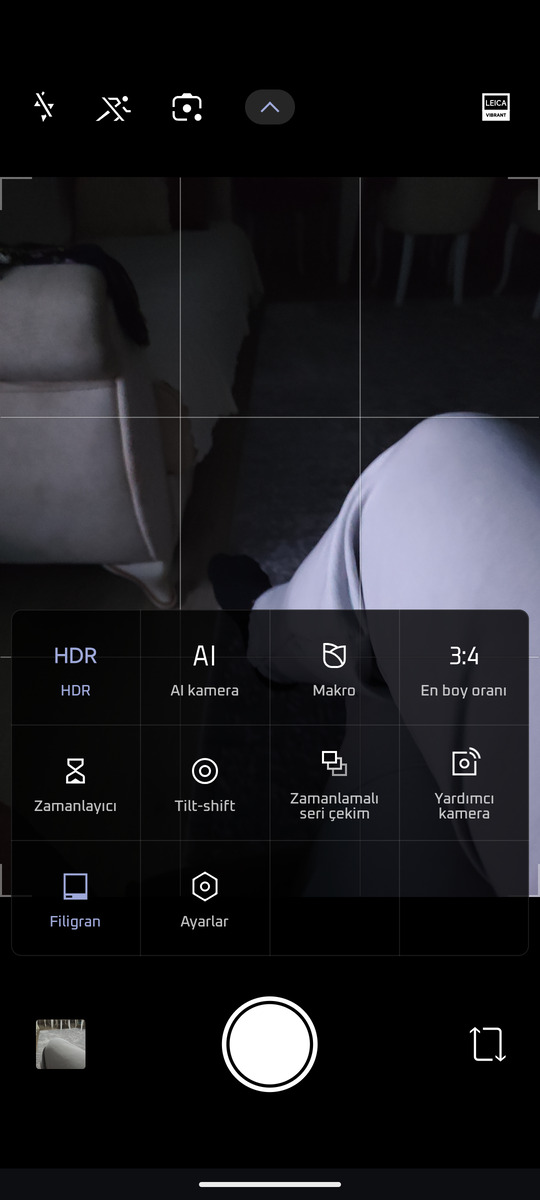 LEICA
VIBRANT
HDR
HDR
AI
AI kamera
Makro
3:4
En boy oranı
Zamanlayıcı
Tilt-shift
Zamanlamalı
seri çekim
Yardımcı
kamera
Filigran
Ayarlar